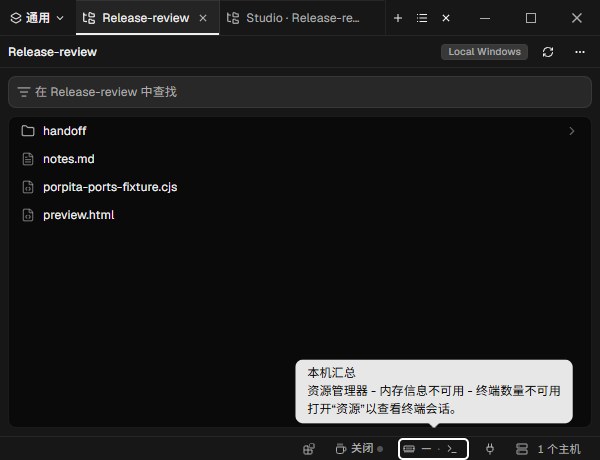 通用
Release-review
Studio · Release-re...
Release-review
Local Windows
在 Release-review 中查找
handoff
notes.md
porpita-ports-fixture.cjs
preview.html
本机汇总
资源管理器 - 内存信息不可用 - 终端数量不可用
打开“资源”以查看终端会话。
关闭
— ·
1 个主机